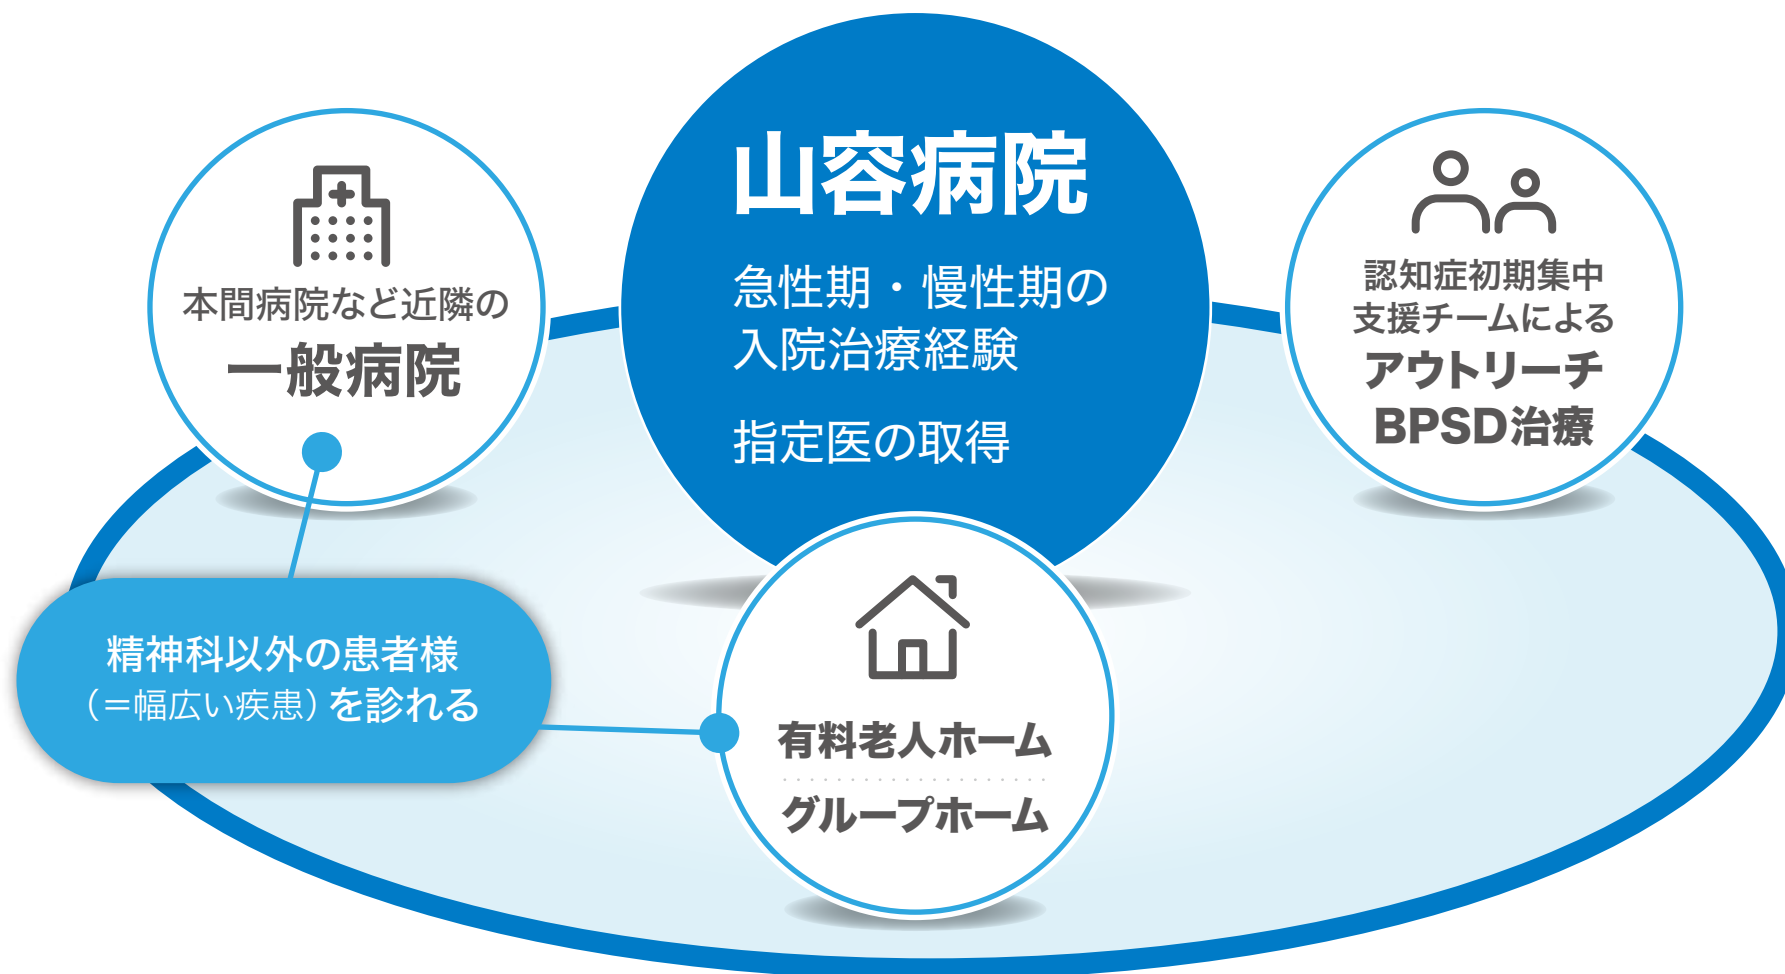 山容病院
急性期・慢性期の
入院治療経験
指定医の取得
本間病院など近隣の
一般病院
認知症初期集中
支援チームによる
アウトリーチ
BPSD治療
精神科以外の患者様
（＝幅広い疾患）を診れる
有料老人ホーム
グループホーム